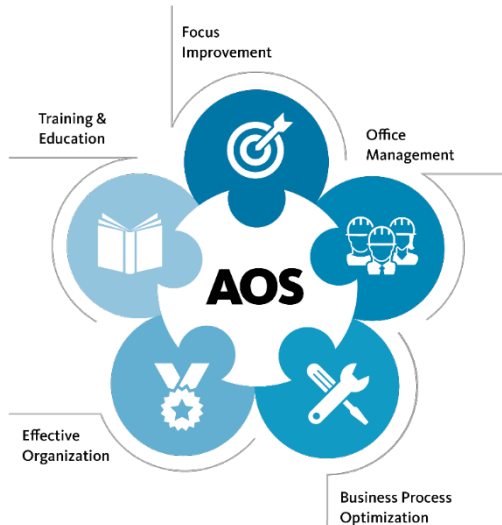 Focus
Improvement
Training &
Education
Office
Management
AOS
Effective
Organization
Business Process
Optimization